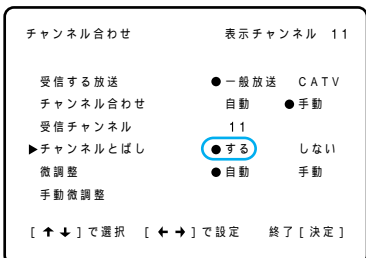 チャンネル合わせ 表示チャンネル 11
受信する放送 ●一般放送 CATV
チャンネル合わせ 自動 ●手動
受信チャンネル 11
▶チャンネルとばし ●する しない
微調整 ●自動 手動
手動微調整
[↑↓]で選択 [←→]で設定 終了[決定]